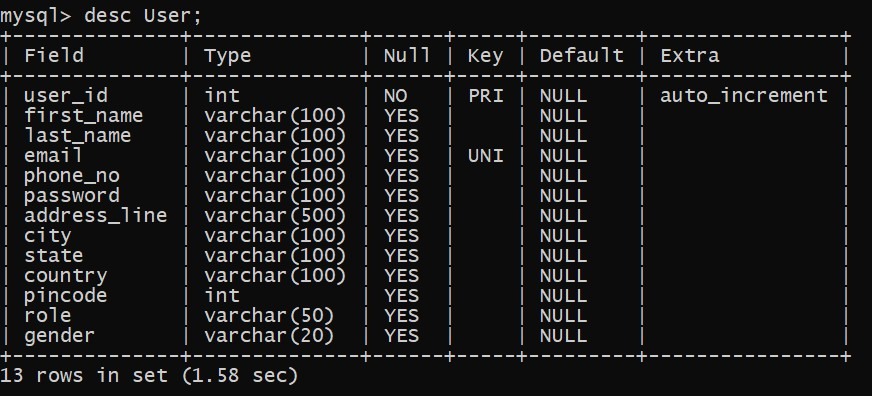 mysql> desc User;
+--------------+--------------+------+-----+---------+----------------+
| Field        | Type         | Null | Key | Default | Extra          |
+--------------+--------------+------+-----+---------+----------------+
| user_id      | int          | NO   | PRI | NULL    | auto_increment |
| first_name   | varchar(100) | YES  |     | NULL    |                |
| last_name    | varchar(100) | YES  |     | NULL    |                |
| email        | varchar(100) | YES  | UNI | NULL    |                |
| phone_no     | varchar(100) | YES  |     | NULL    |                |
| password     | varchar(100) | YES  |     | NULL    |                |
| address_line | varchar(500) | YES  |     | NULL    |                |
| city         | varchar(100) | YES  |     | NULL    |                |
| state        | varchar(100) | YES  |     | NULL    |                |
| country      | varchar(100) | YES  |     | NULL    |                |
| pincode      | int          | YES  |     | NULL    |                |
| role         | varchar(50)  | YES  |     | NULL    |                |
| gender       | varchar(20)  | YES  |     | NULL    |                |
+--------------+--------------+------+-----+---------+----------------+
13 rows in set (1.58 sec)